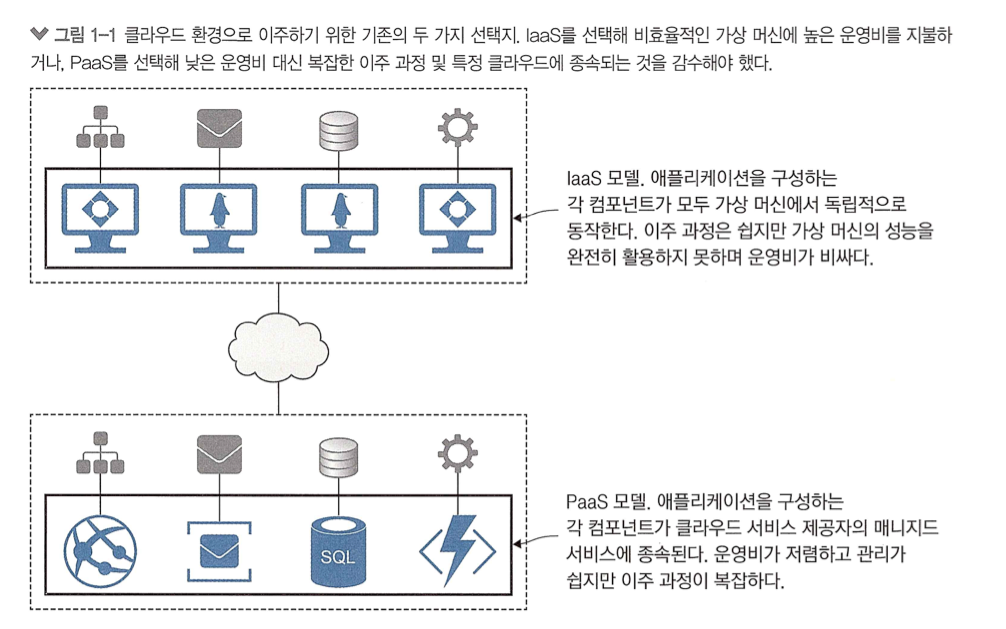 그림 1-1 클라우드 환경으로 이주하기 위한 기존의 두 가지 선택지. IaaS를 선택해 비효율적인 가상 머신에 높은 운영비를 지불하
거나, PaaS를 선택해 낮은 운영비 대신 복잡한 이주 과정 및 특정 클라우드에 종속되는 것을 감수해야 했다.
IaaS 모델. 애플리케이션을 구성하는
각 컴포넌트가 모두 가상 머신에서 독립적으로
동작한다. 이주 과정은 쉽지만 가상 머신의 성능을
완전히 활용하지 못하며 운영비가 비싸다.
PaaS 모델. 애플리케이션을 구성하는
각 컴포넌트가 클라우드 서비스 제공자의 매니지드
서비스에 종속된다. 운영비가 저렴하고 관리가
쉽지만 이주 과정이 복잡하다.
SQL